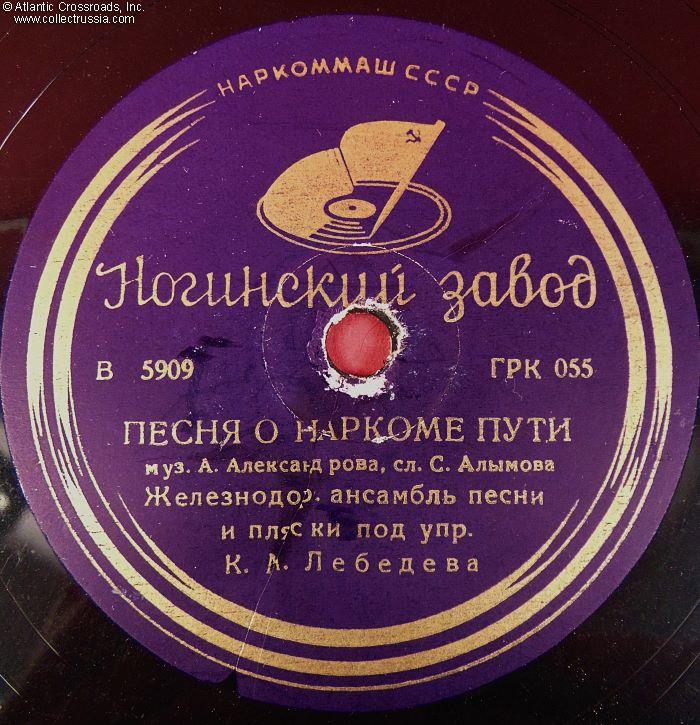 © Atlantic Crossroads, Inc.
www.collectrussia.com
НАРКОММАШ СССР
Ногинский завод
В 5909 ГРК 055
ПЕСНЯ О НАРКОМЕ ПУТИ
муз. А. Александрова, сл. С. Алымова
Железнодор. ансамбль песни
и пляски под упр.
К. А. Лебедева